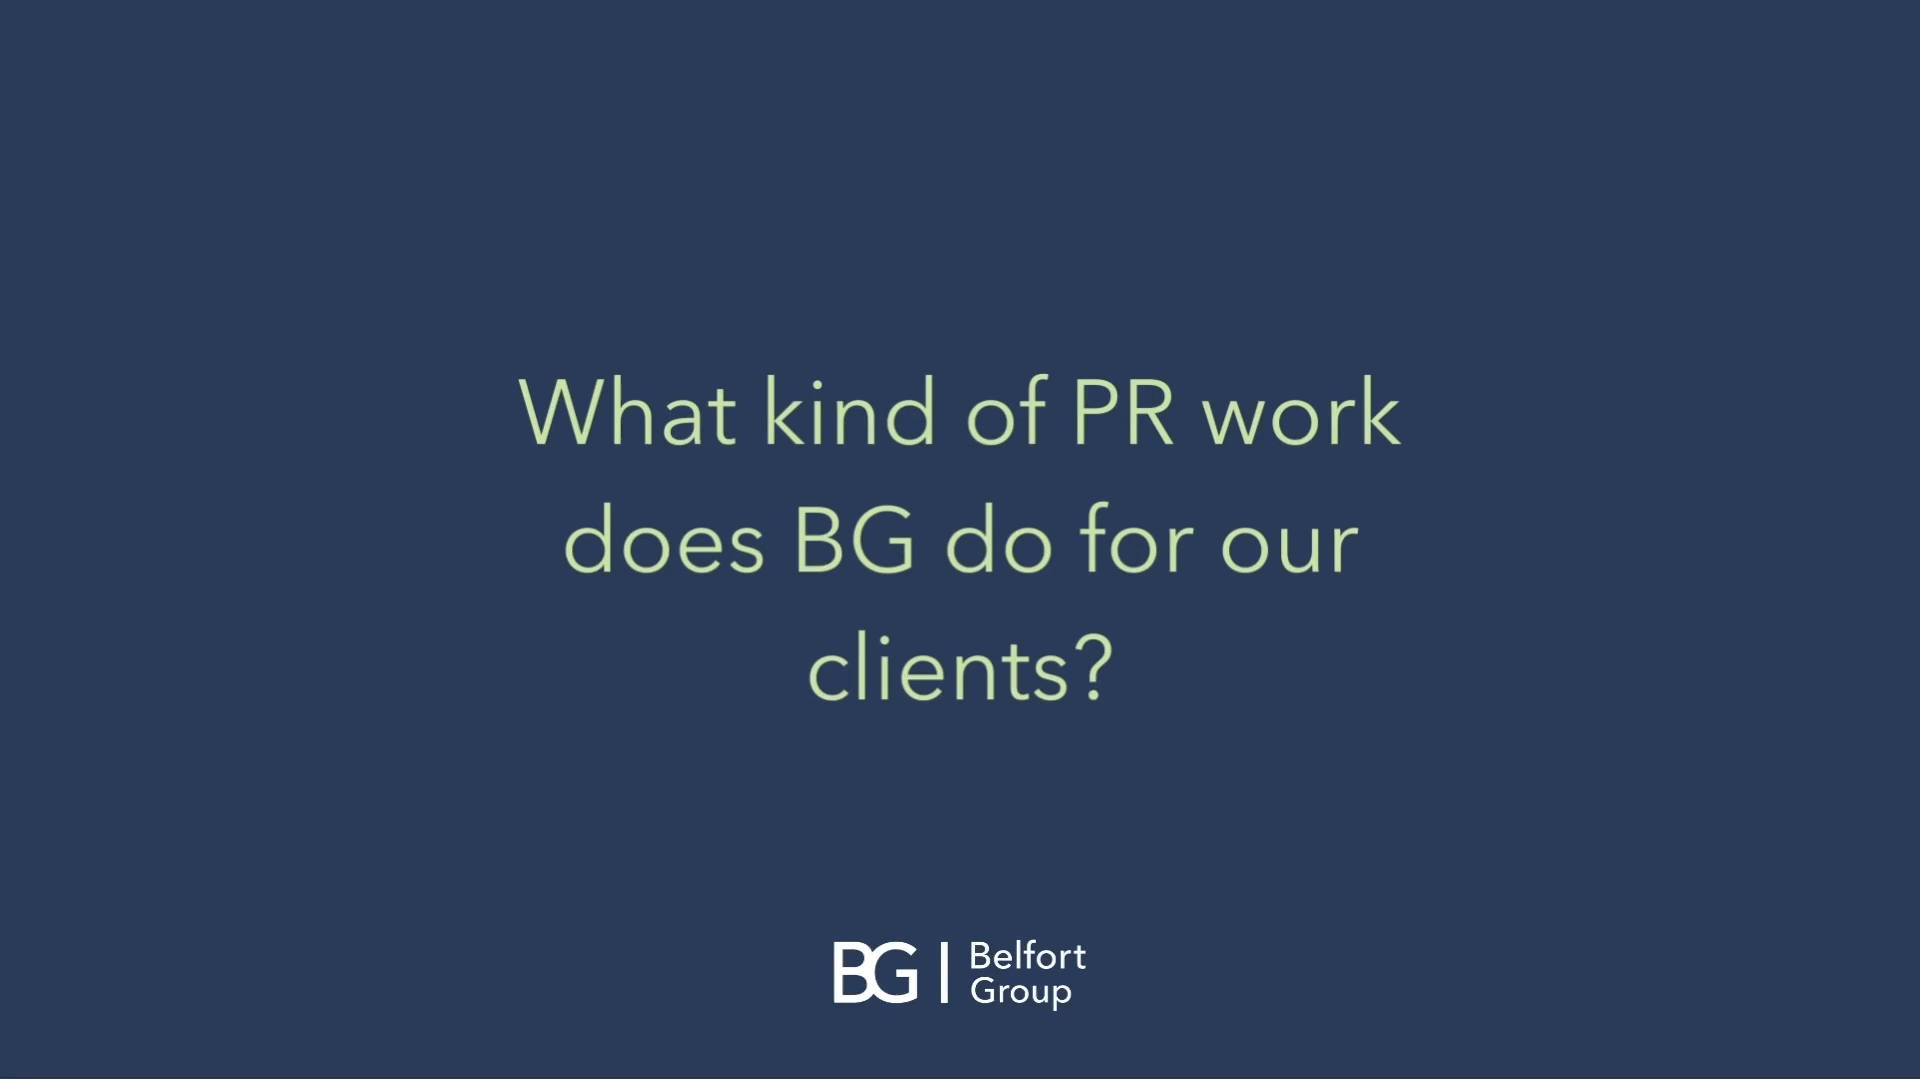 What kind of PR work
does BG do for our
clients?
BG | Belfort
Group